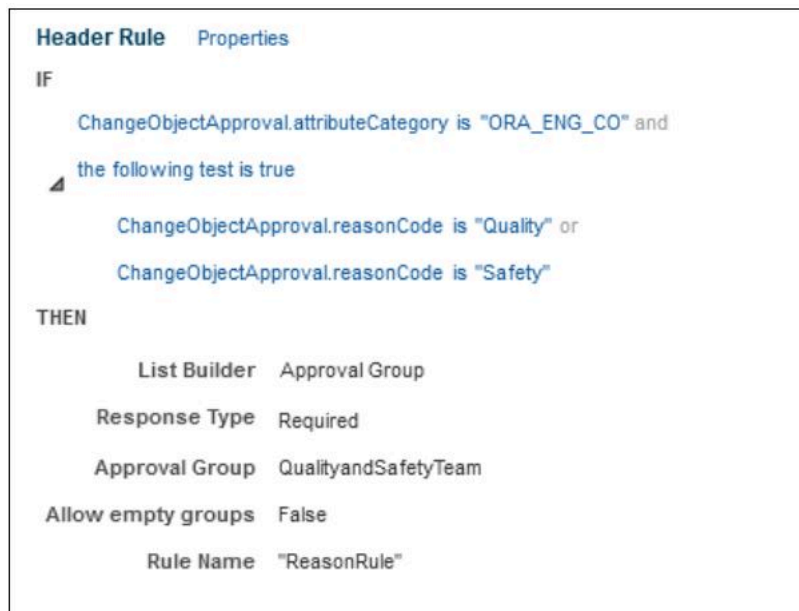 Header Rule Properties
IF
ChangeObjectApproval.attributeCategory is "ORA_ENG_CO" and
the following test is true
ChangeObjectApproval.reasonCode is "Quality" or
ChangeObjectApproval.reasonCode is "Safety"
THEN
List Builder Approval Group
Response Type Required
Approval Group QualityandSafetyTeam
Allow empty groups False
Rule Name "ReasonRule"